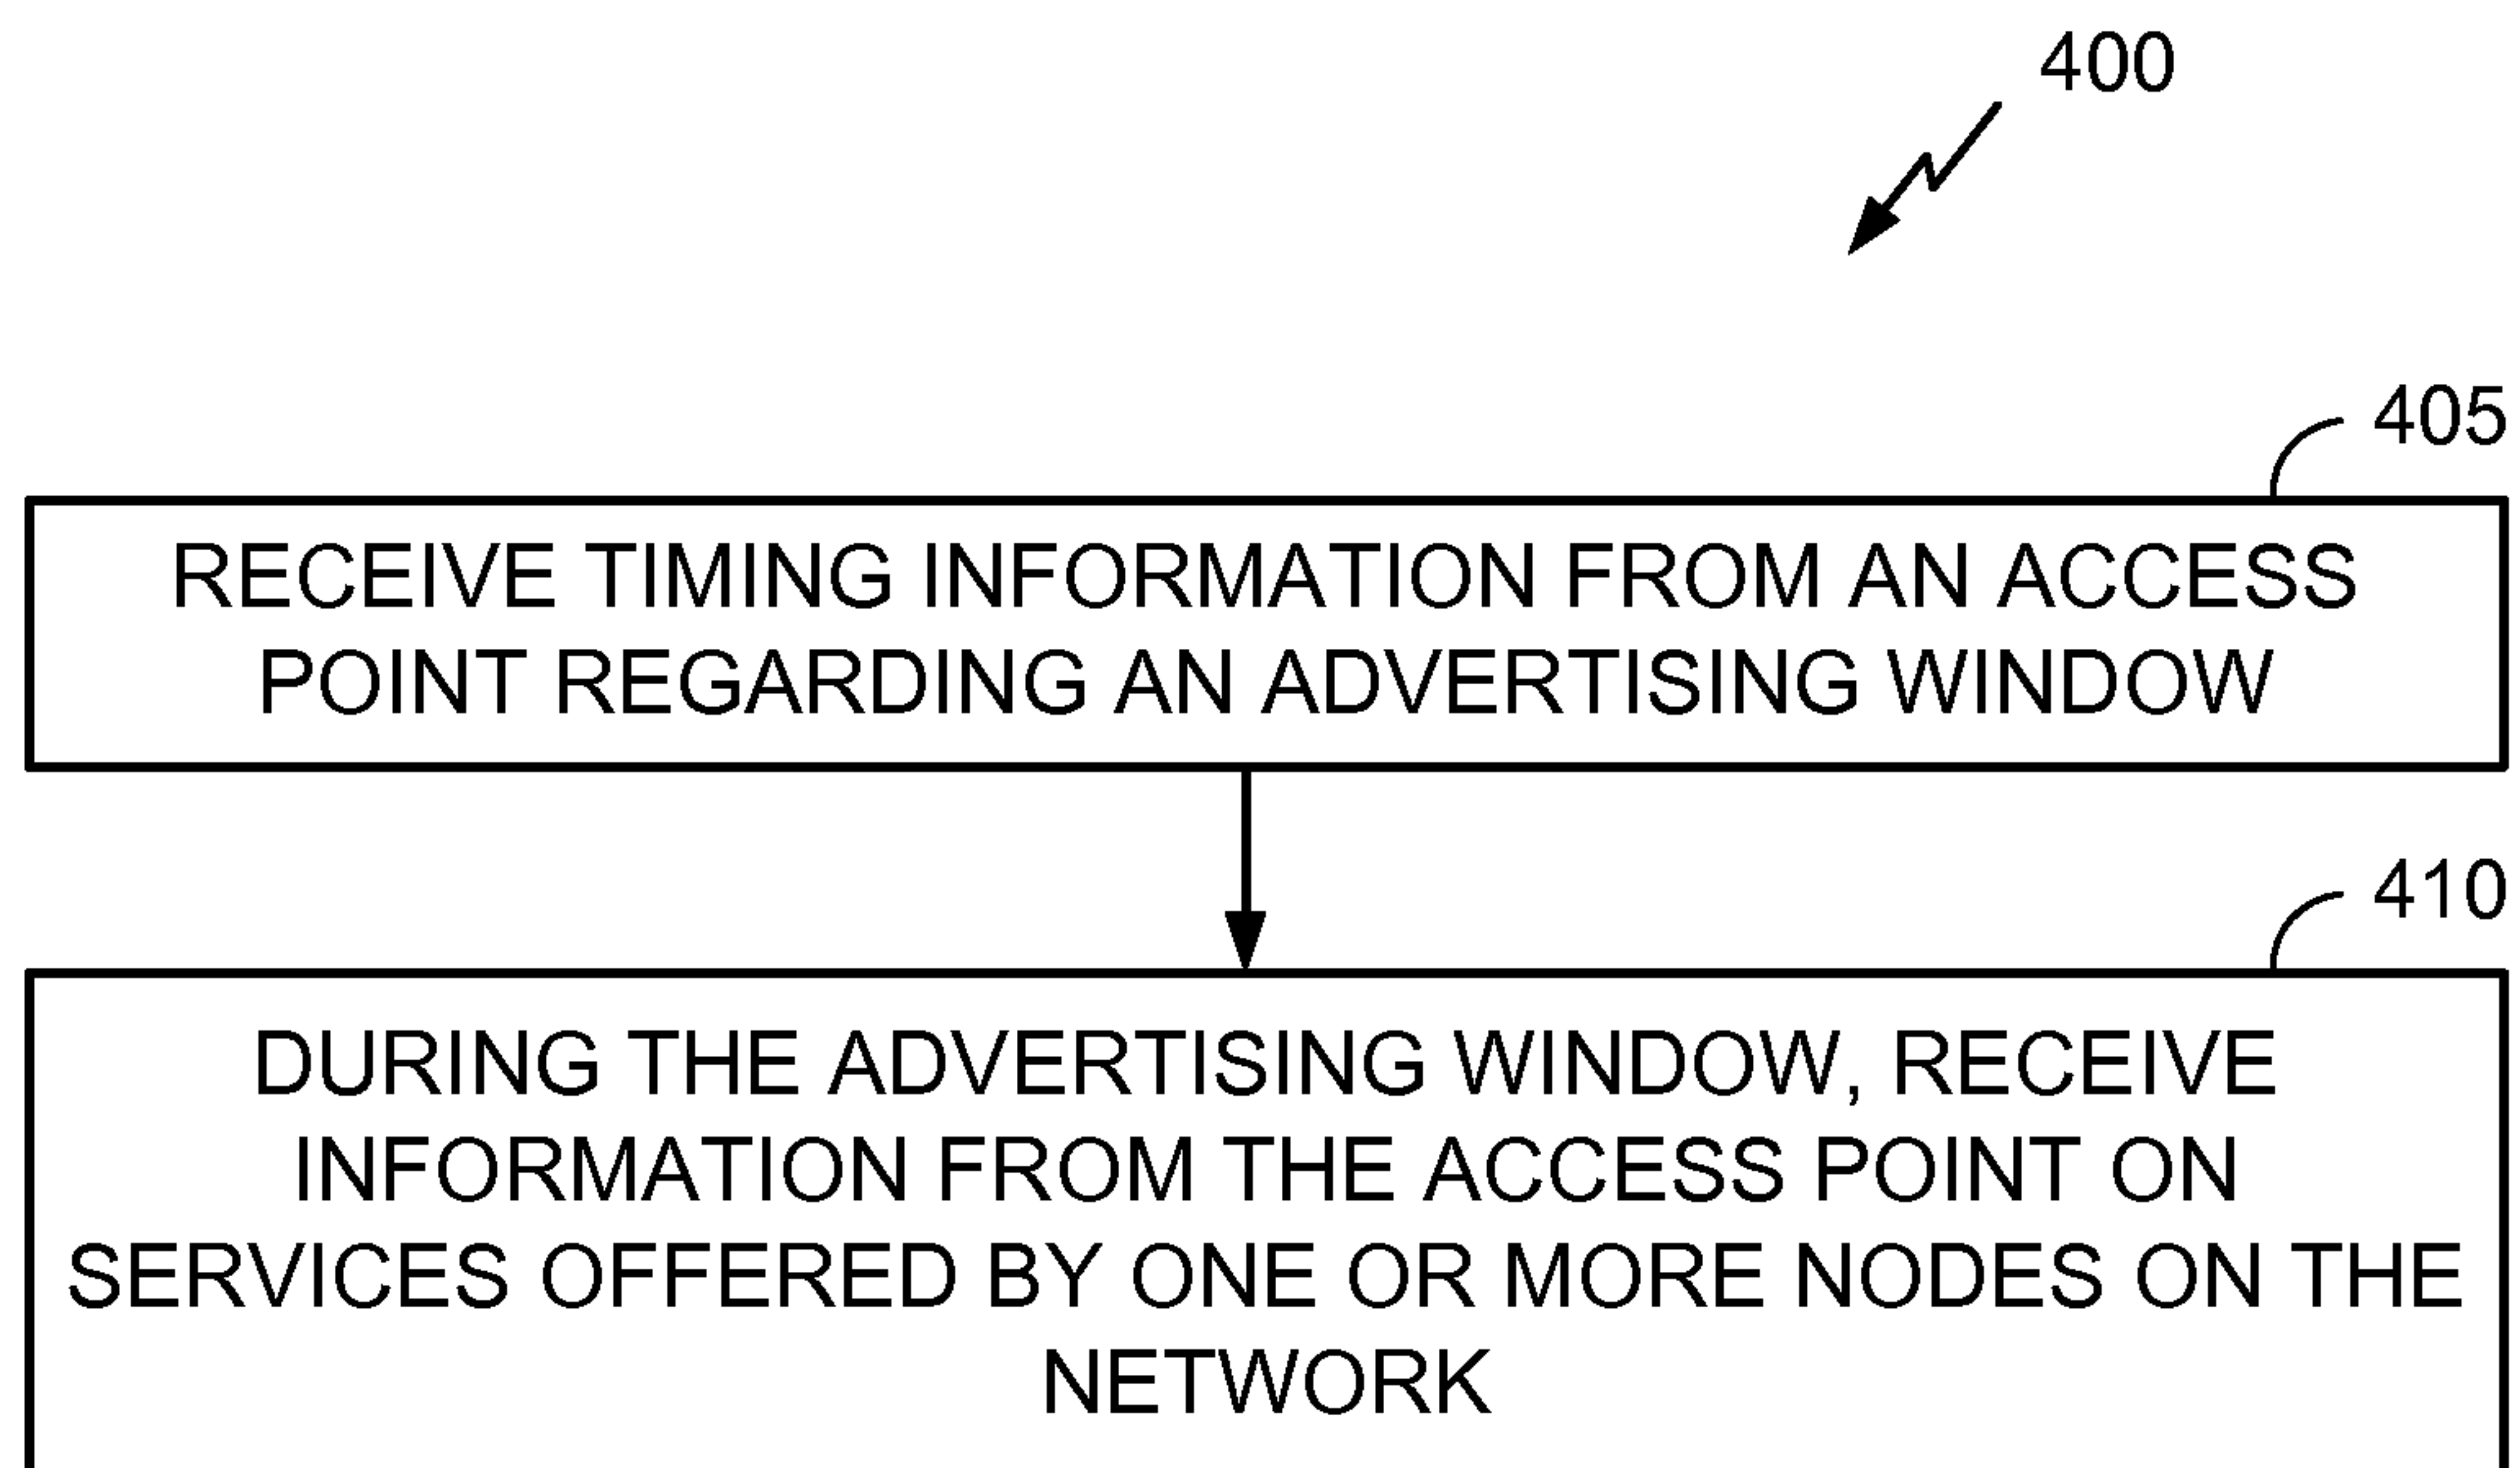 400
405
RECEIVE TIMING INFORMATION FROM AN ACCESS
POINT REGARDING AN ADVERTISING WINDOW
410
DURING THE ADVERTISING WINDOW, RECEIVE
INFORMATION FROM THE ACCESS POINT ON
SERVICES OFFERED BY ONE OR MORE NODES ON THE
NETWORK